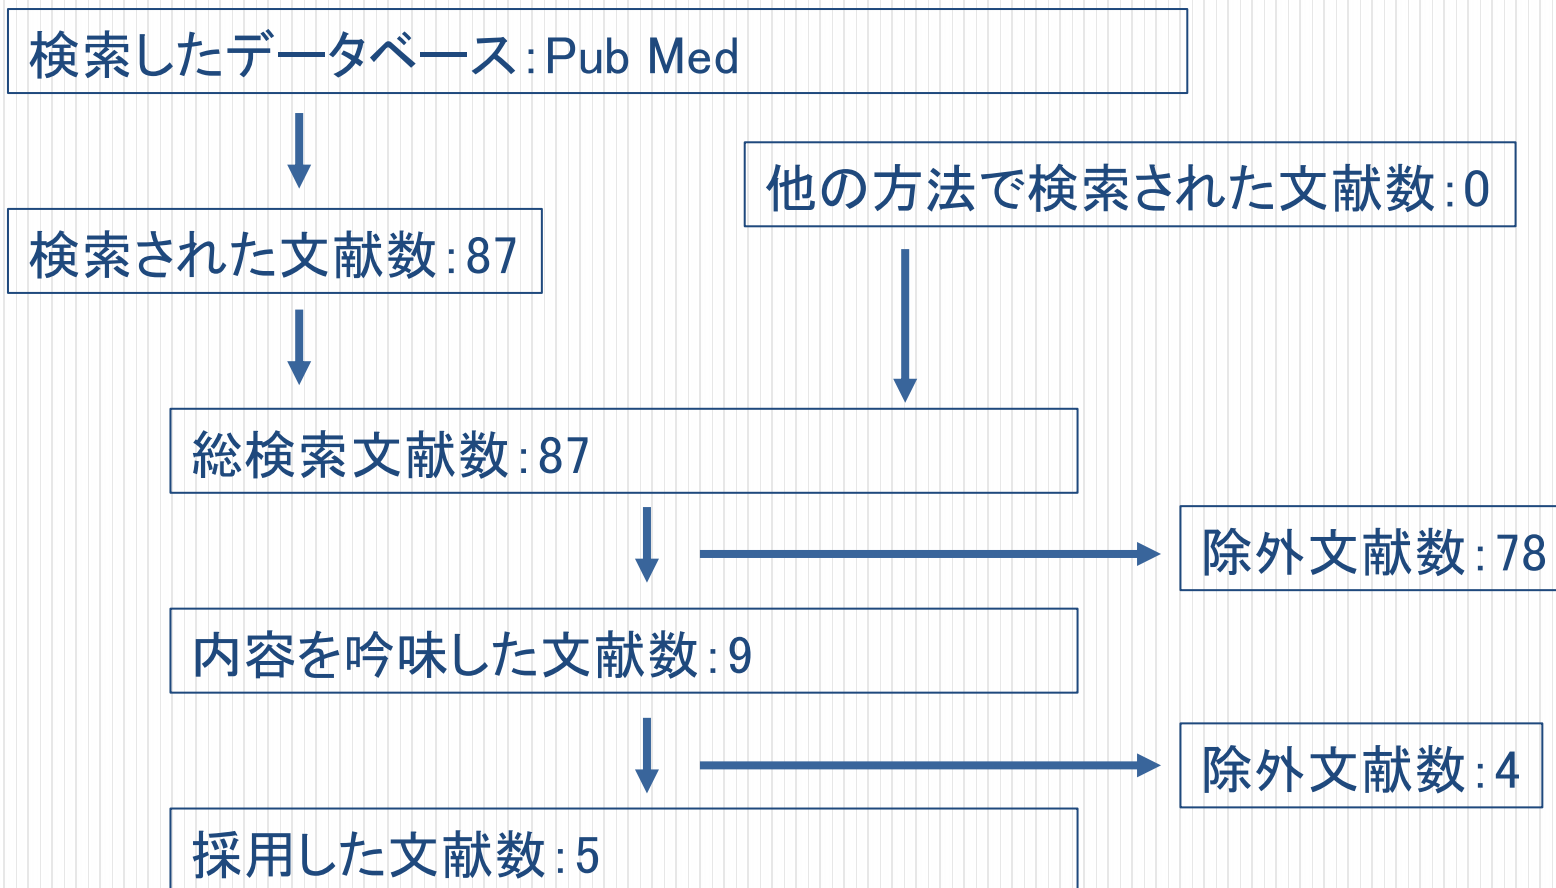 検索したデータベース:Pub Med
他の方法で検索された文献数:0
検索された文献数:87
総検索文献数:87
除外文献数:78
内容を吟味した文献数:9
除外文献数:4
採用した文献数:5